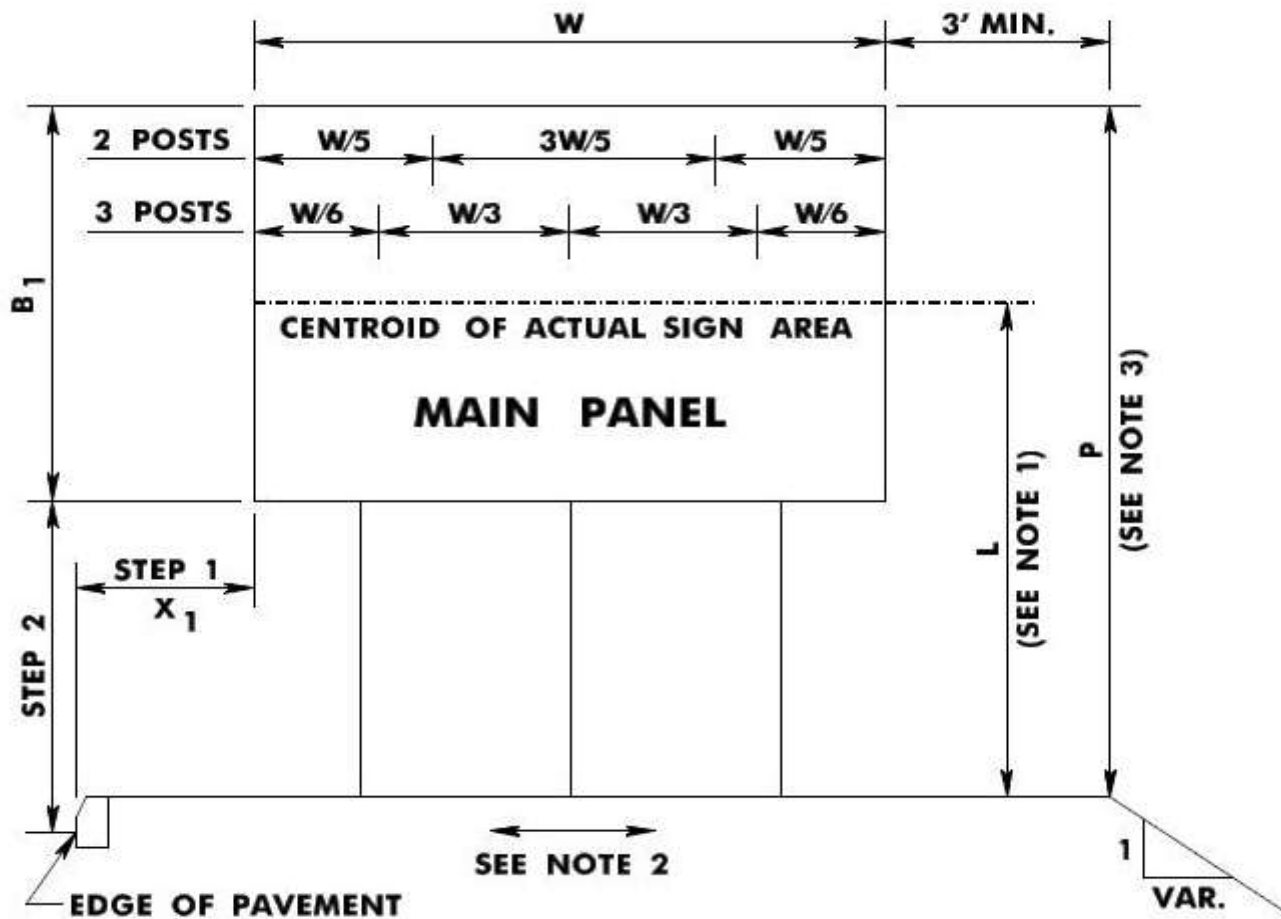 W
3' MIN.
2 POSTS
W/5
3W/5
W/5
3 POSTS
W/6
W/3
W/3
W/6
B1
CENTROID OF ACTUAL SIGN AREA
MAIN PANEL
L
(SEE NOTE 1)
P
(SEE NOTE 3)
STEP 1
X1
STEP 2
SEE NOTE 2
EDGE OF PAVEMENT
1
VAR.